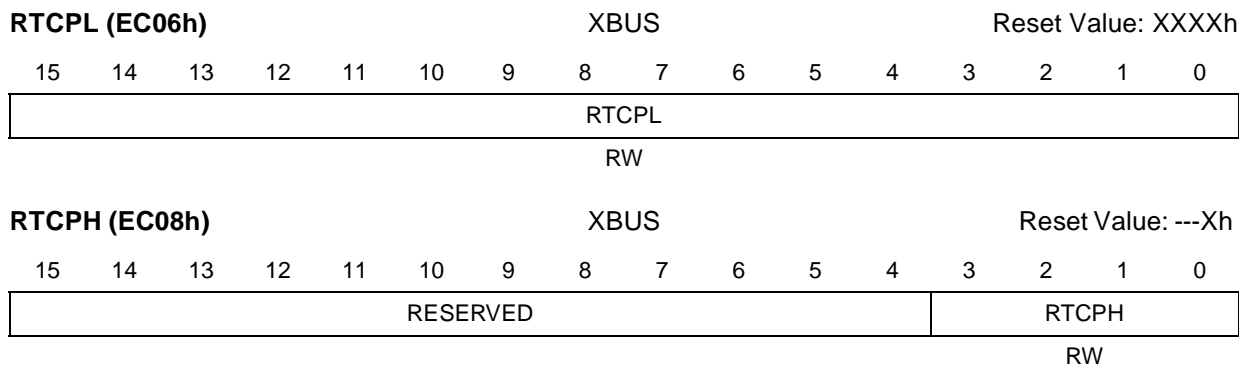 RTCPL (EC06h) XBUS Reset Value: XXXXh
15 14 13 12 11 10 9 8 7 6 5 4 3 2 1 0
RTCPL
RW
RTCPH (EC08h) XBUS Reset Value: ---Xh
15 14 13 12 11 10 9 8 7 6 5 4 3 2 1 0
RESERVED RTCPH
RW